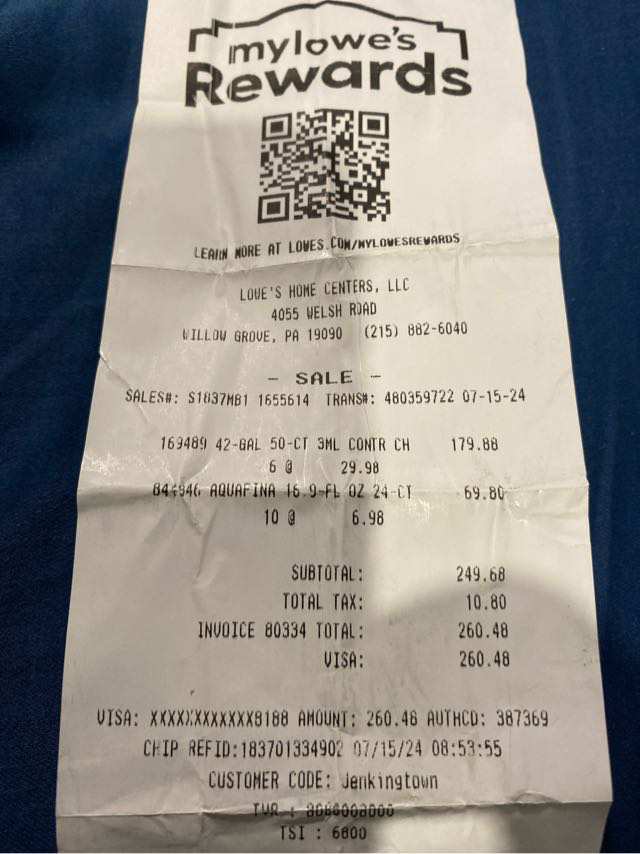 mylowe's
Rewards
LEARN MORE AT LOWES.COM/MYLOWESREWARDS
LOWE'S HOME CENTERS, LLC
4055 WELSH ROAD
WILLOW GROVE, PA 19090 (215) 882-6040
- SALE -
SALES#: S1837MB1 1655614 TRANS#: 480359722 07-15-24
169489 42-GAL 50-CT 3ML CONTR CH 179.88
6 @ 29.98
844946 AQUAFINA 16.9-FL OZ 24-CT 69.80
10 @ 6.98
SUBTOTAL: 249.68
TOTAL TAX: 10.80
INVOICE 80334 TOTAL: 260.48
VISA: 260.48
VISA: XXXXXXXXXXXX8188 AMOUNT: 260.48 AUTHCD: 387369
CHIP REFID:183701334902 07/15/24 08:53:55
CUSTOMER CODE: Jenkingtown
TVR :
TSI : 6800